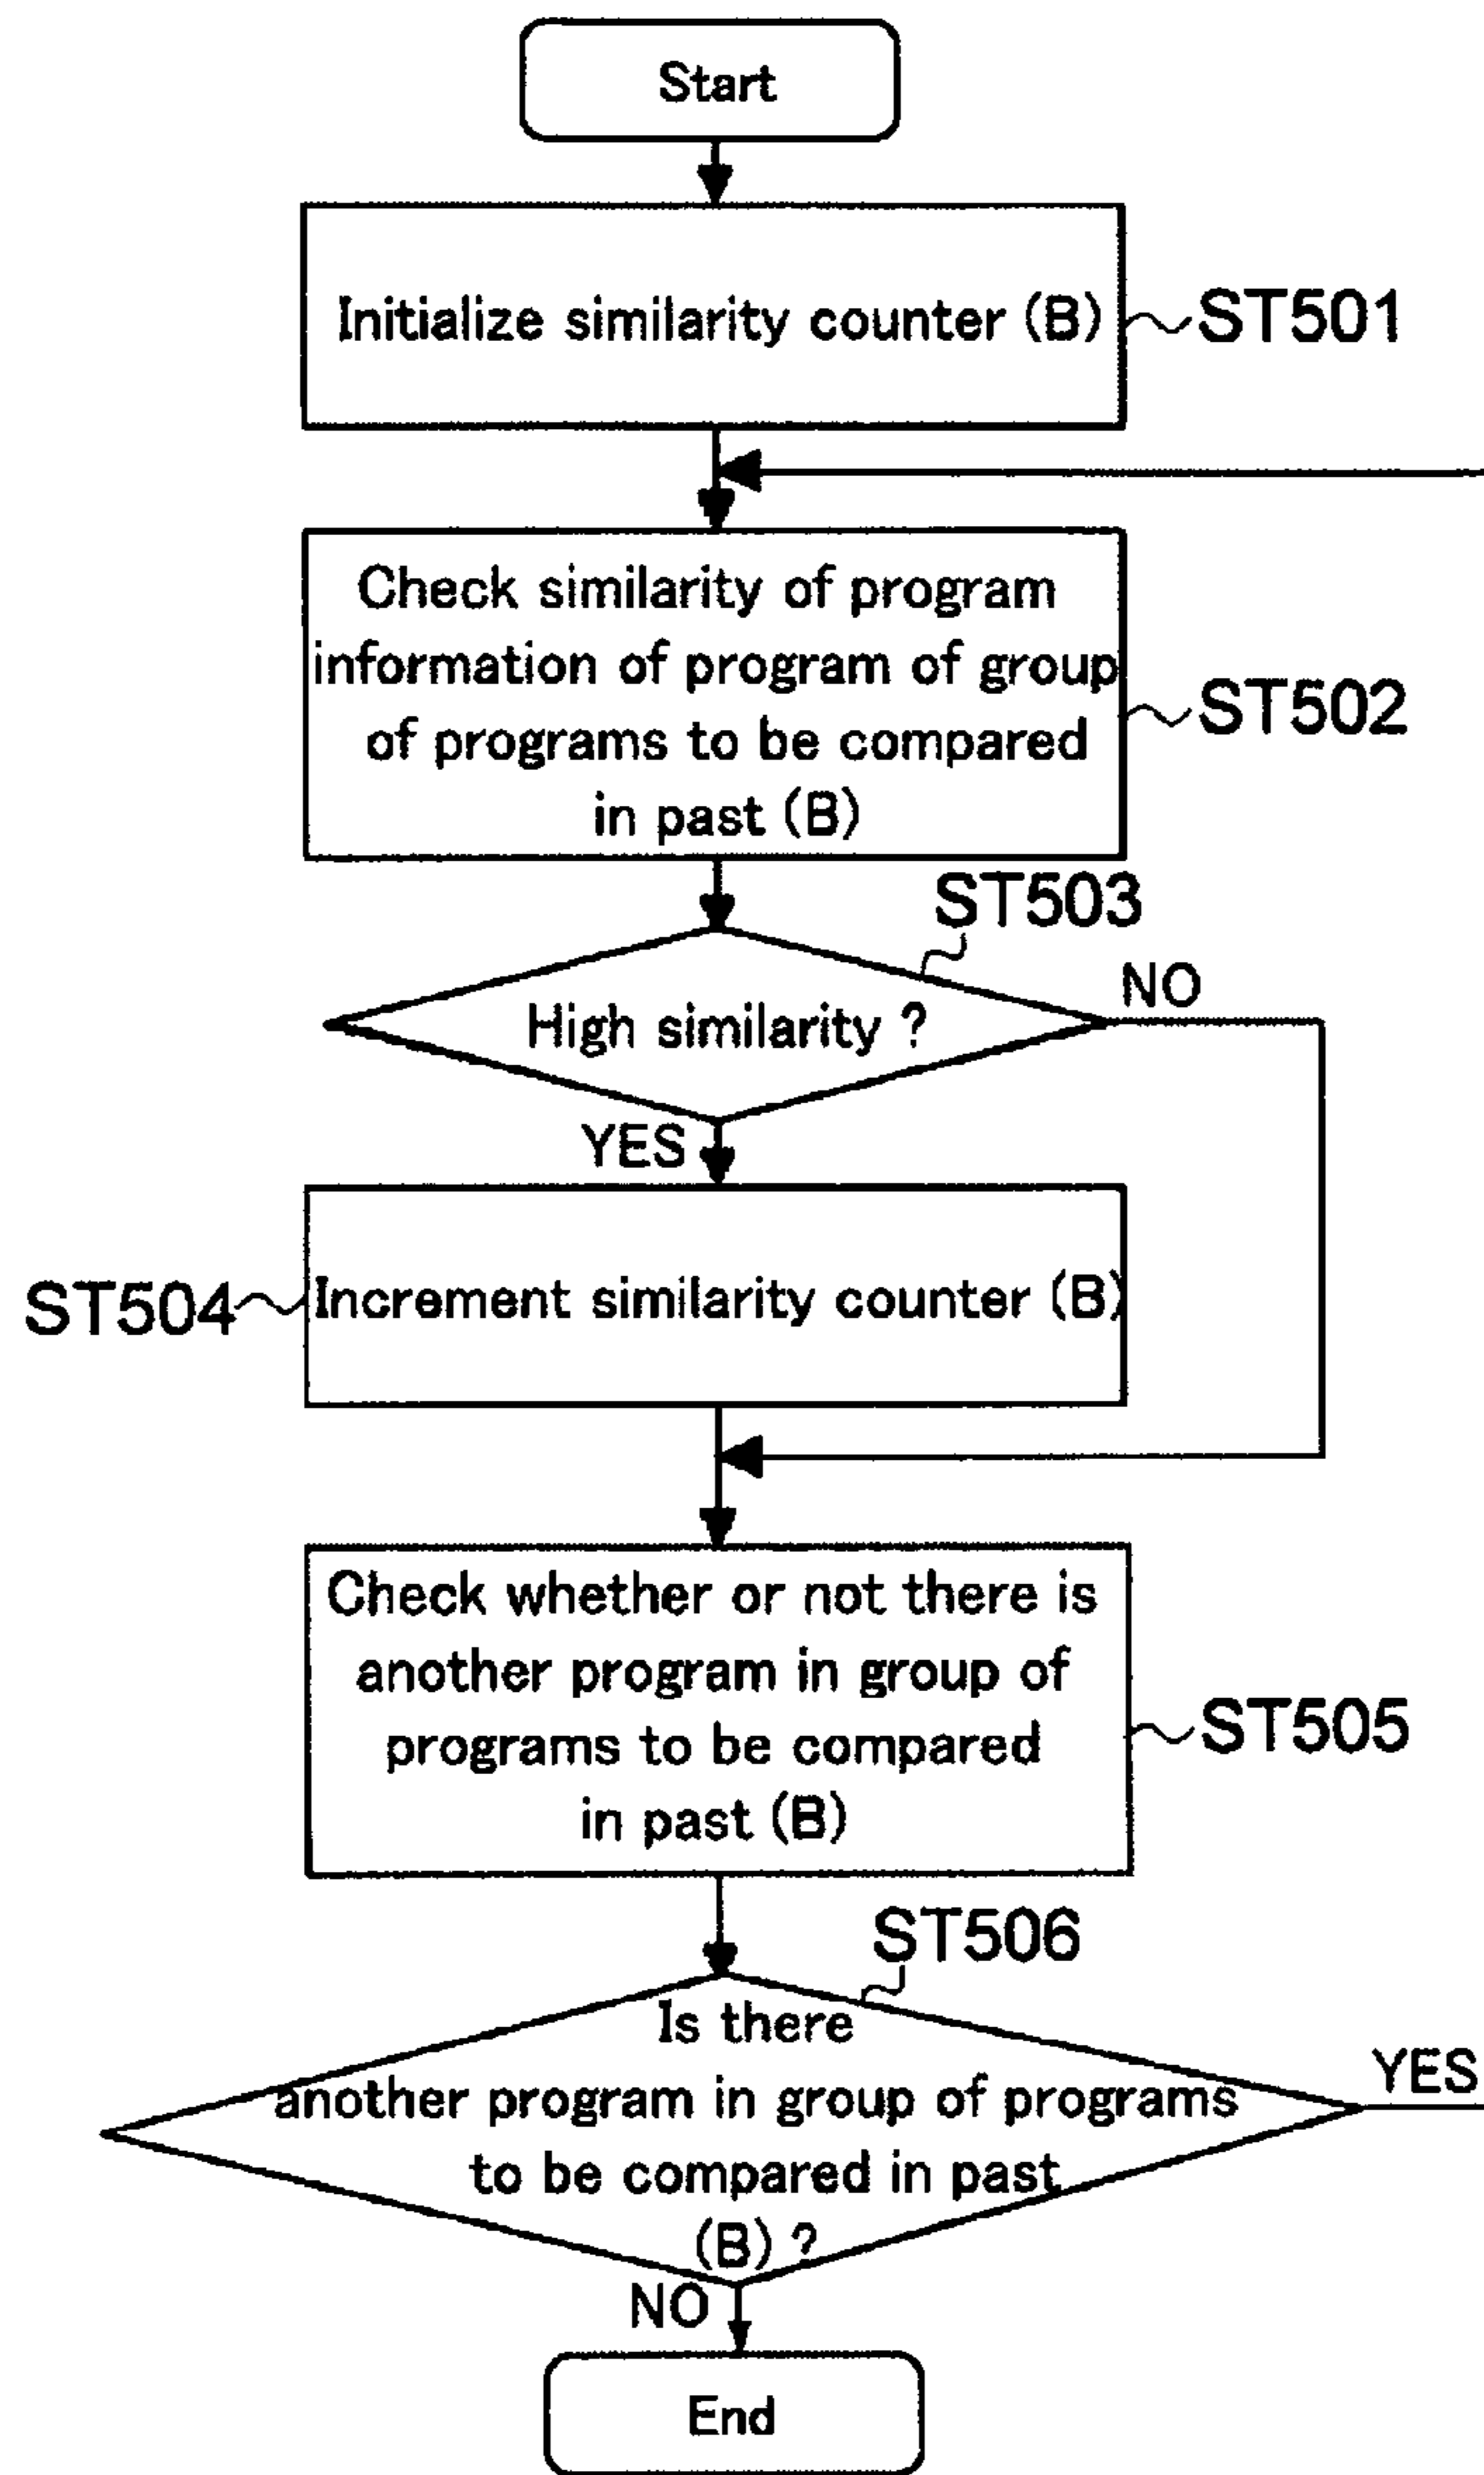 Start
Initialize similarity counter (B)
ST501
Check similarity of program
information of program of group
of programs to be compared
in past (B)
ST502
ST503
High similarity ?
NO
YES
ST504
Increment similarity counter (B)
Check whether or not there is
another program in group of
programs to be compared
in past (B)
ST505
ST506
Is there
another program in group of programs
to be compared in past
(B) ?
YES
NO
End